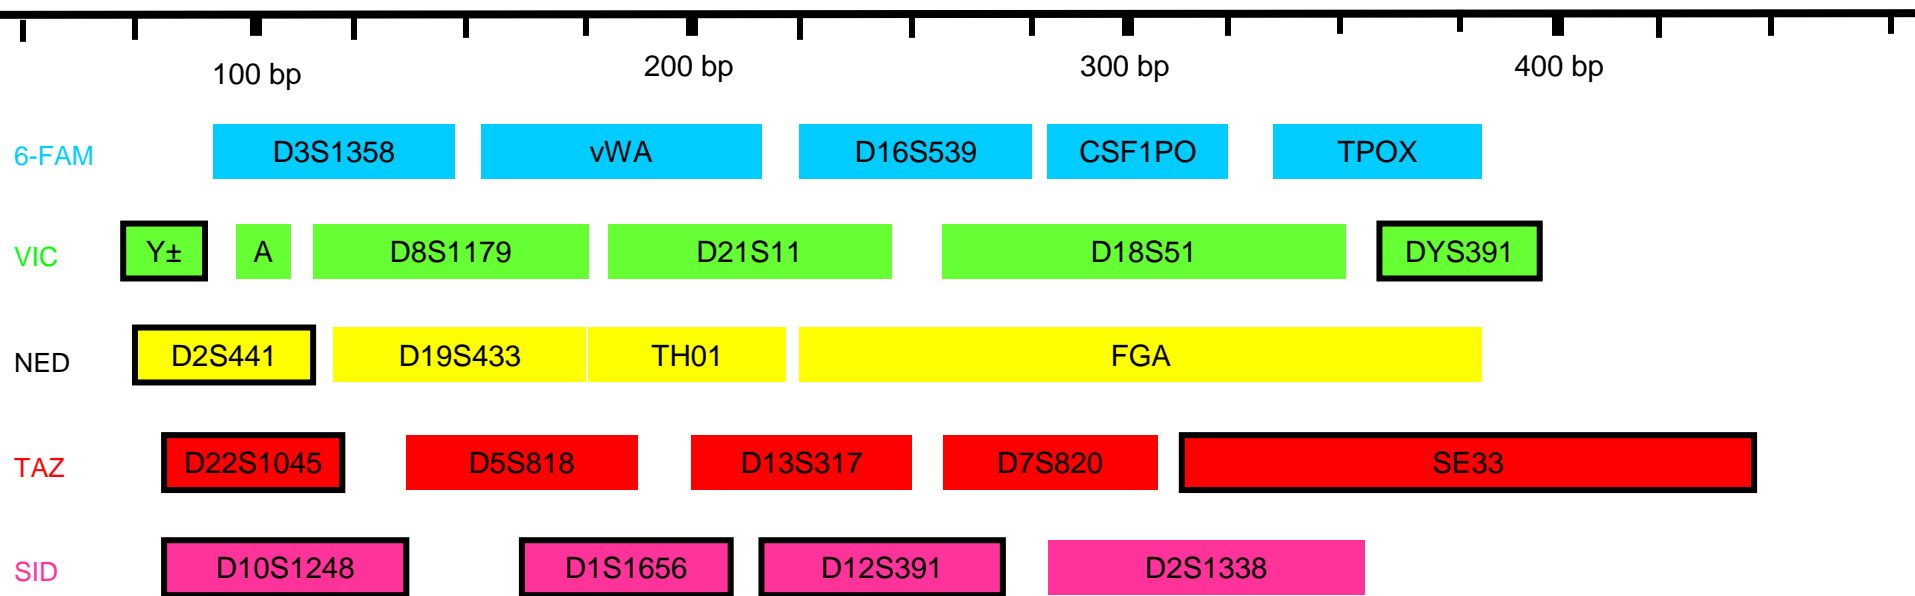 100 bp 200 bp 300 bp 400 bp
6-FAM D3S1358 vWA D16S539 CSF1PO TPOX
VIC Y± A D8S1179 D21S11 D18S51 DYS391
NED D2S441 D19S433 TH01 FGA
TAZ D22S1045 D5S818 D13S317 D7S820 SE33
SID D10S1248 D1S1656 D12S391 D2S1338